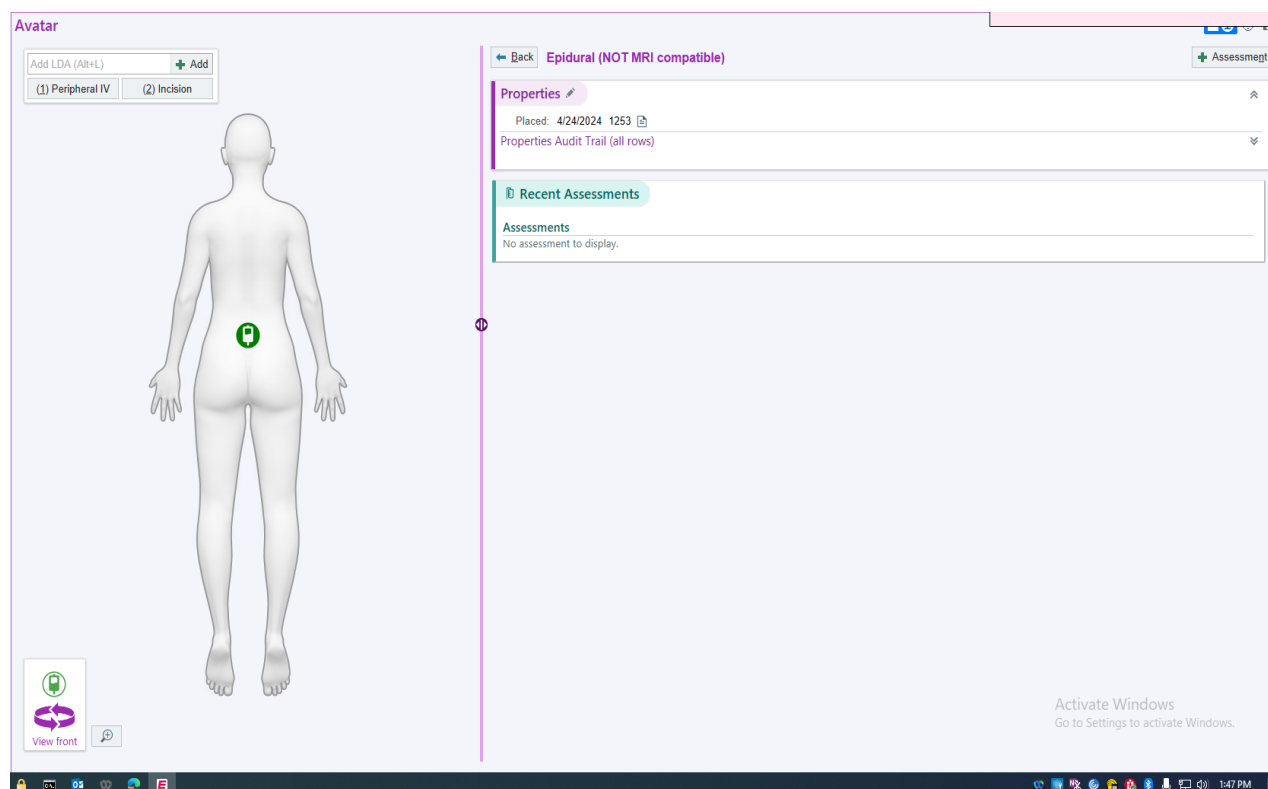 Avatar
Add LDA (Alt+L)
Add
(1) Peripheral IV
(2) Incision
View front
Back
Epidural (NOT MRI compatible)
Assessment
Properties
Placed: 4/24/2024 1253
Properties Audit Trail (all rows)
Recent Assessments
Assessments
No assessment to display.
Activate Windows
Go to Settings to activate Windows.
1:47 PM